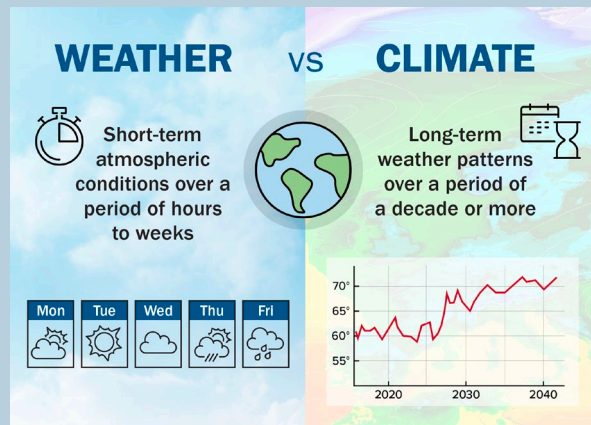 WEATHER vs CLIMATE
Short-term
atmospheric
conditions over a
period of hours
to weeks
Long-term
weather patterns
over a period of
a decade or more
Mon Tue Wed Thu Fri
70°
65°
60°
55°
2020 2030 2040